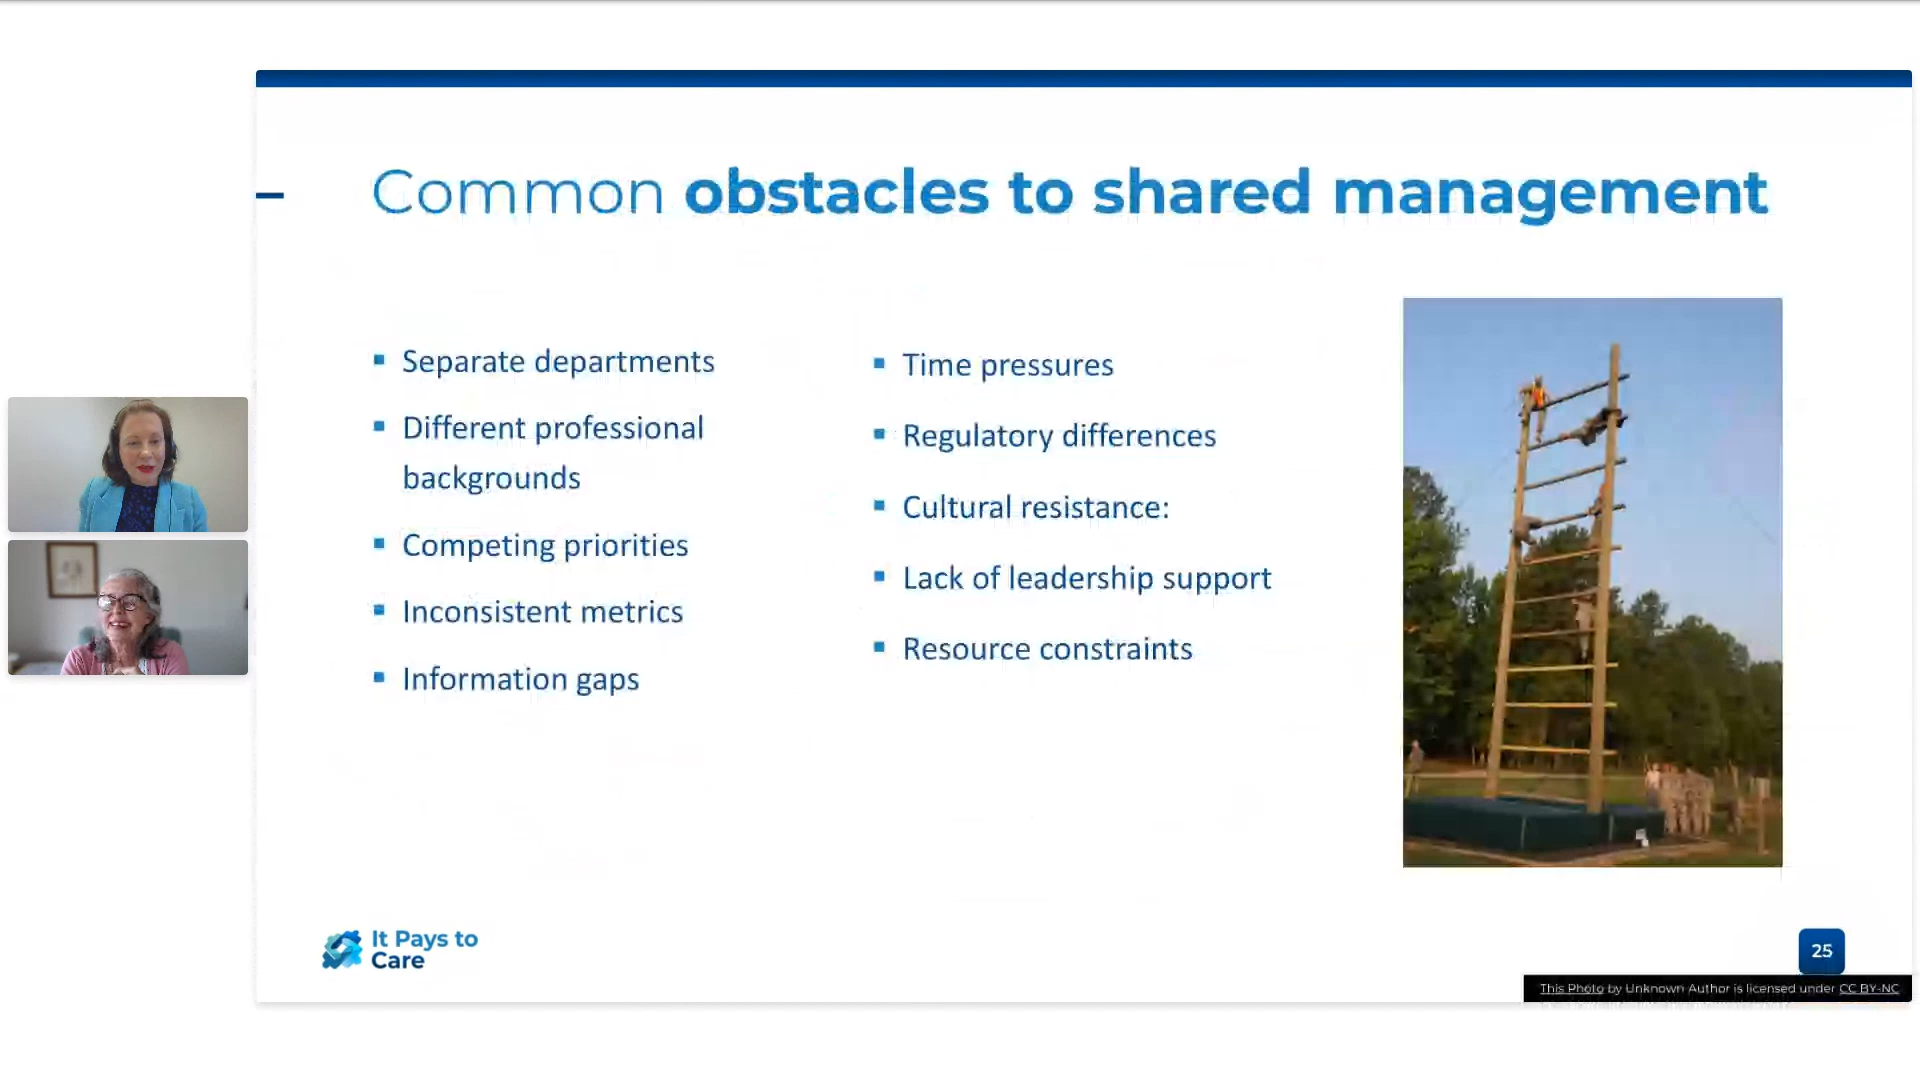 Common obstacles to shared management
Separate departments
Different professional
backgrounds
Competing priorities
Inconsistent metrics
Information gaps
Time pressures
Regulatory differences
Cultural resistance:
Lack of leadership support
Resource constraints
It Pays to
Care
25
This Photo by Unknown Author is licensed under CC BY-NC